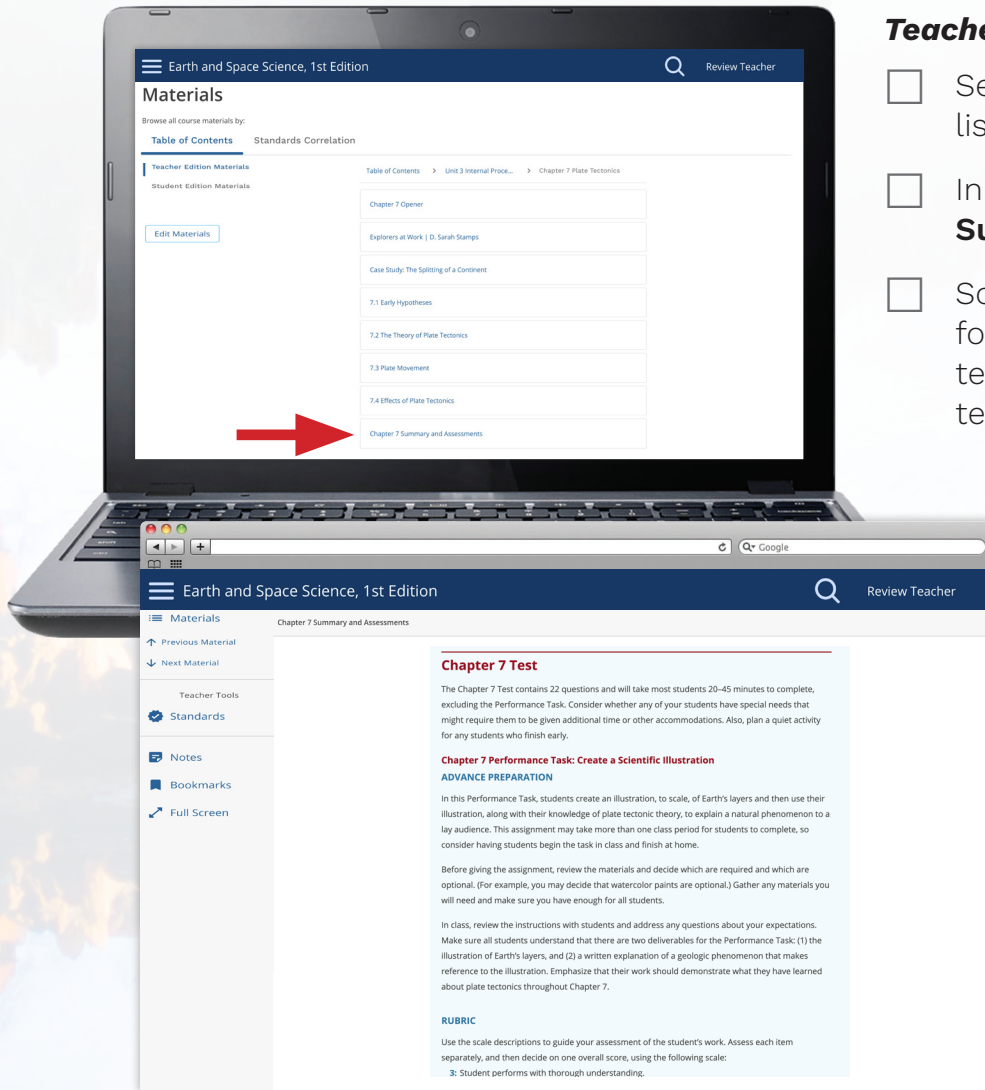 Earth and Space Science, 1st Edition
Review Teacher
Materials
Browse all course materials by:
Table of Contents
Standards Correlation
Teacher Edition Materials
Student Edition Materials
Edit Materials
Table of Contents > Unit 3 Internal Proce... > Chapter 7 Plate Tectonics
Chapter 7 Opener
Explorers at Work | D. Sarah Stamps
Case Study: The Splitting of a Continent
7.1 Early Hypotheses
7.2 The Theory of Plate Tectonics
7.3 Plate Movement
7.4 Effects of Plate Tectonics
Chapter 7 Summary and Assessments
Teache
Se
lis
In
Su
Sc
fo
te
te
Google
Earth and Space Science, 1st Edition
Review Teacher
Materials
Previous Material
Next Material
Teacher Tools
Standards
Notes
Bookmarks
Full Screen
Chapter 7 Summary and Assessments
Chapter 7 Test
The Chapter 7 Test contains 22 questions and will take most students 20–45 minutes to complete,
excluding the Performance Task. Consider whether any of your students have special needs that
might require them to be given additional time or other accommodations. Also, plan a quiet activity
for any students who finish early.
Chapter 7 Performance Task: Create a Scientific Illustration
ADVANCE PREPARATION
In this Performance Task, students create an illustration, to scale, of Earth's layers and then use their
illustration, along with their knowledge of plate tectonic theory, to explain a natural phenomenon to a
lay audience. This assignment may take more than one class period for students to complete, so
consider having students begin the task in class and finish at home.
Before giving the assignment, review the materials and decide which are required and which are
optional. (For example, you may decide that watercolor paints are optional.) Gather any materials you
will need and make sure you have enough for all students.
In class, review the instructions with students and address any questions about your expectations.
Make sure all students understand that there are two deliverables for the Performance Task: (1) the
illustration of Earth's layers, and (2) a written explanation of a geologic phenomenon that makes
reference to the illustration. Emphasize that their work should demonstrate what they have learned
about plate tectonics throughout Chapter 7.
RUBRIC
Use the scale descriptions to guide your assessment of the student's work. Assess each item
separately, and then decide on one overall score, using the following scale:
3: Student performs with thorough understanding.